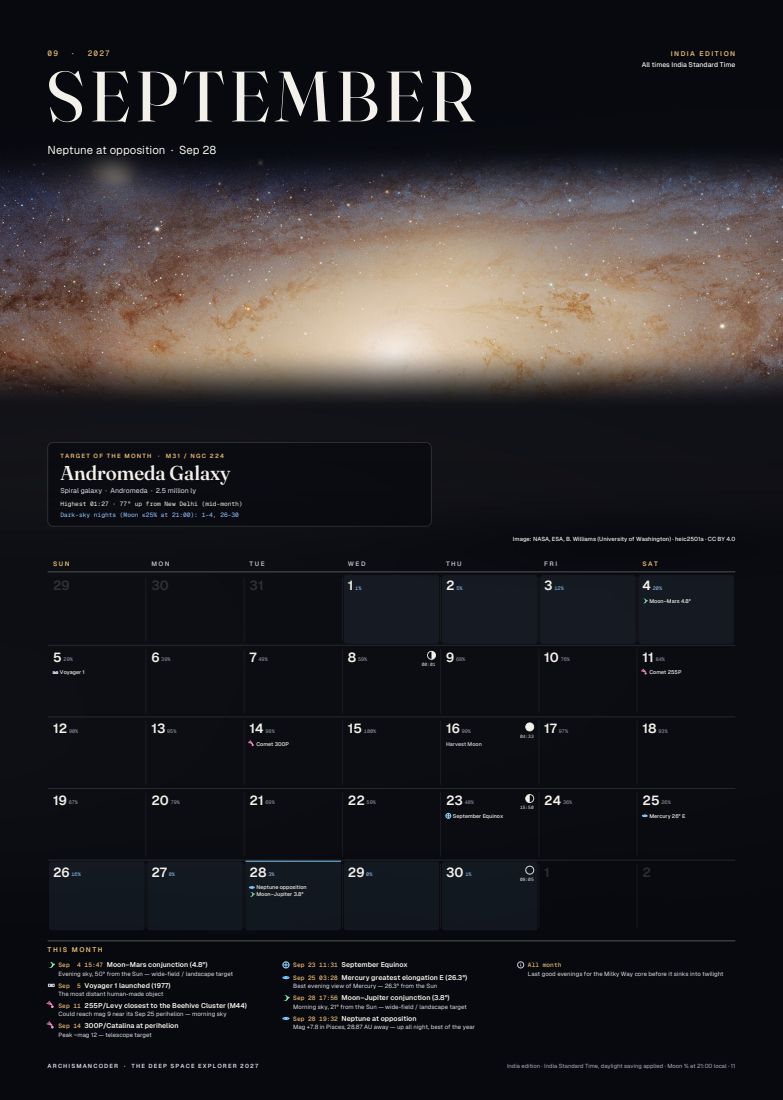 09 · 2027
INDIA EDITION
All times India Standard Time
SEPTEMBER
Neptune at opposition · Sep 28
TARGET OF THE MONTH · M31 / NGC 224
Andromeda Galaxy
Spiral galaxy · Andromeda · 2.5 million ly
Highest 01:27 · 77° up from New Delhi (mid-month)
Dark-sky nights (Moon ≤25% at 21:00): 1–4, 26–30
Image: NASA, ESA, B. Williams (University of Washington) · heic2501a · CC BY 4.0
SUN MON TUE WED THU FRI SAT
29 30 31 1 1% 2 5% 3 12% 4 20%
Moon–Mars 4.8°
5 29% 6 39% 7 49% 8 59% 9 68% 10 76% 11 84%
00:01
Voyager 1 Comet 255P
12 90% 13 95% 14 98% 15 100% 16 99% 17 97% 18 93%
04:33
Comet 300P Harvest Moon
19 87% 20 79% 21 69% 22 59% 23 48% 24 36% 25 26%
15:50
September Equinox Mercury 26° E
26 16% 27 8% 28 3% 29 0% 30 1% 1 2
08:05
Neptune opposition
Moon–Jupiter 3.8°
THIS MONTH
Sep 4 15:47 Moon–Mars conjunction (4.8°)
Evening sky, 50° from the Sun — wide-field / landscape target
Sep 5 Voyager 1 launched (1977)
The most distant human-made object
Sep 11 255P/Levy closest to the Beehive Cluster (M44)
Could reach mag 9 near its Sep 25 perihelion — morning sky
Sep 14 300P/Catalina at perihelion
Peak ~mag 12 — telescope target
Sep 23 11:31 September Equinox
Sep 25 03:28 Mercury greatest elongation E (26.3°)
Best evening view of Mercury — 26.3° from the Sun
Sep 28 17:56 Moon–Jupiter conjunction (3.8°)
Morning sky, 21° from the Sun — wide-field / landscape target
Sep 28 19:32 Neptune at opposition
Mag +7.8 in Pisces, 28.87 AU away — up all night, best of the year
All month
Last good evenings for the Milky Way core before it sinks into twilight
ARCHISMANCODER · THE DEEP SPACE EXPLORER 2027
India edition · India Standard Time, daylight saving applied · Moon % at 21:00 local · 11